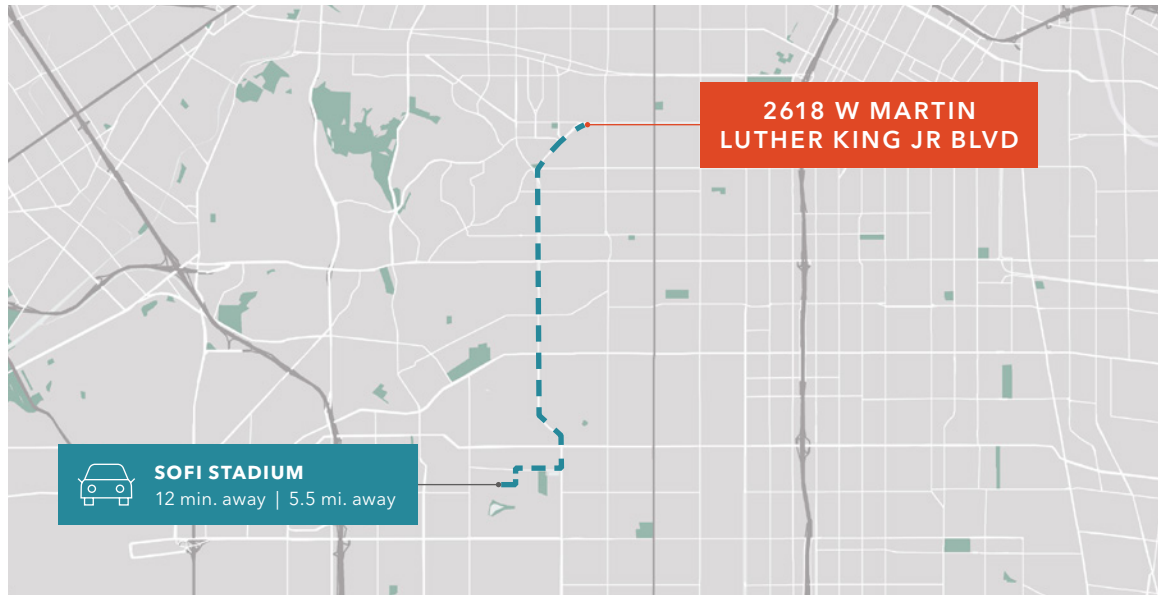 2618 W MARTIN
LUTHER KING JR BLVD
SOFI STADIUM
12 min. away | 5.5 mi. away